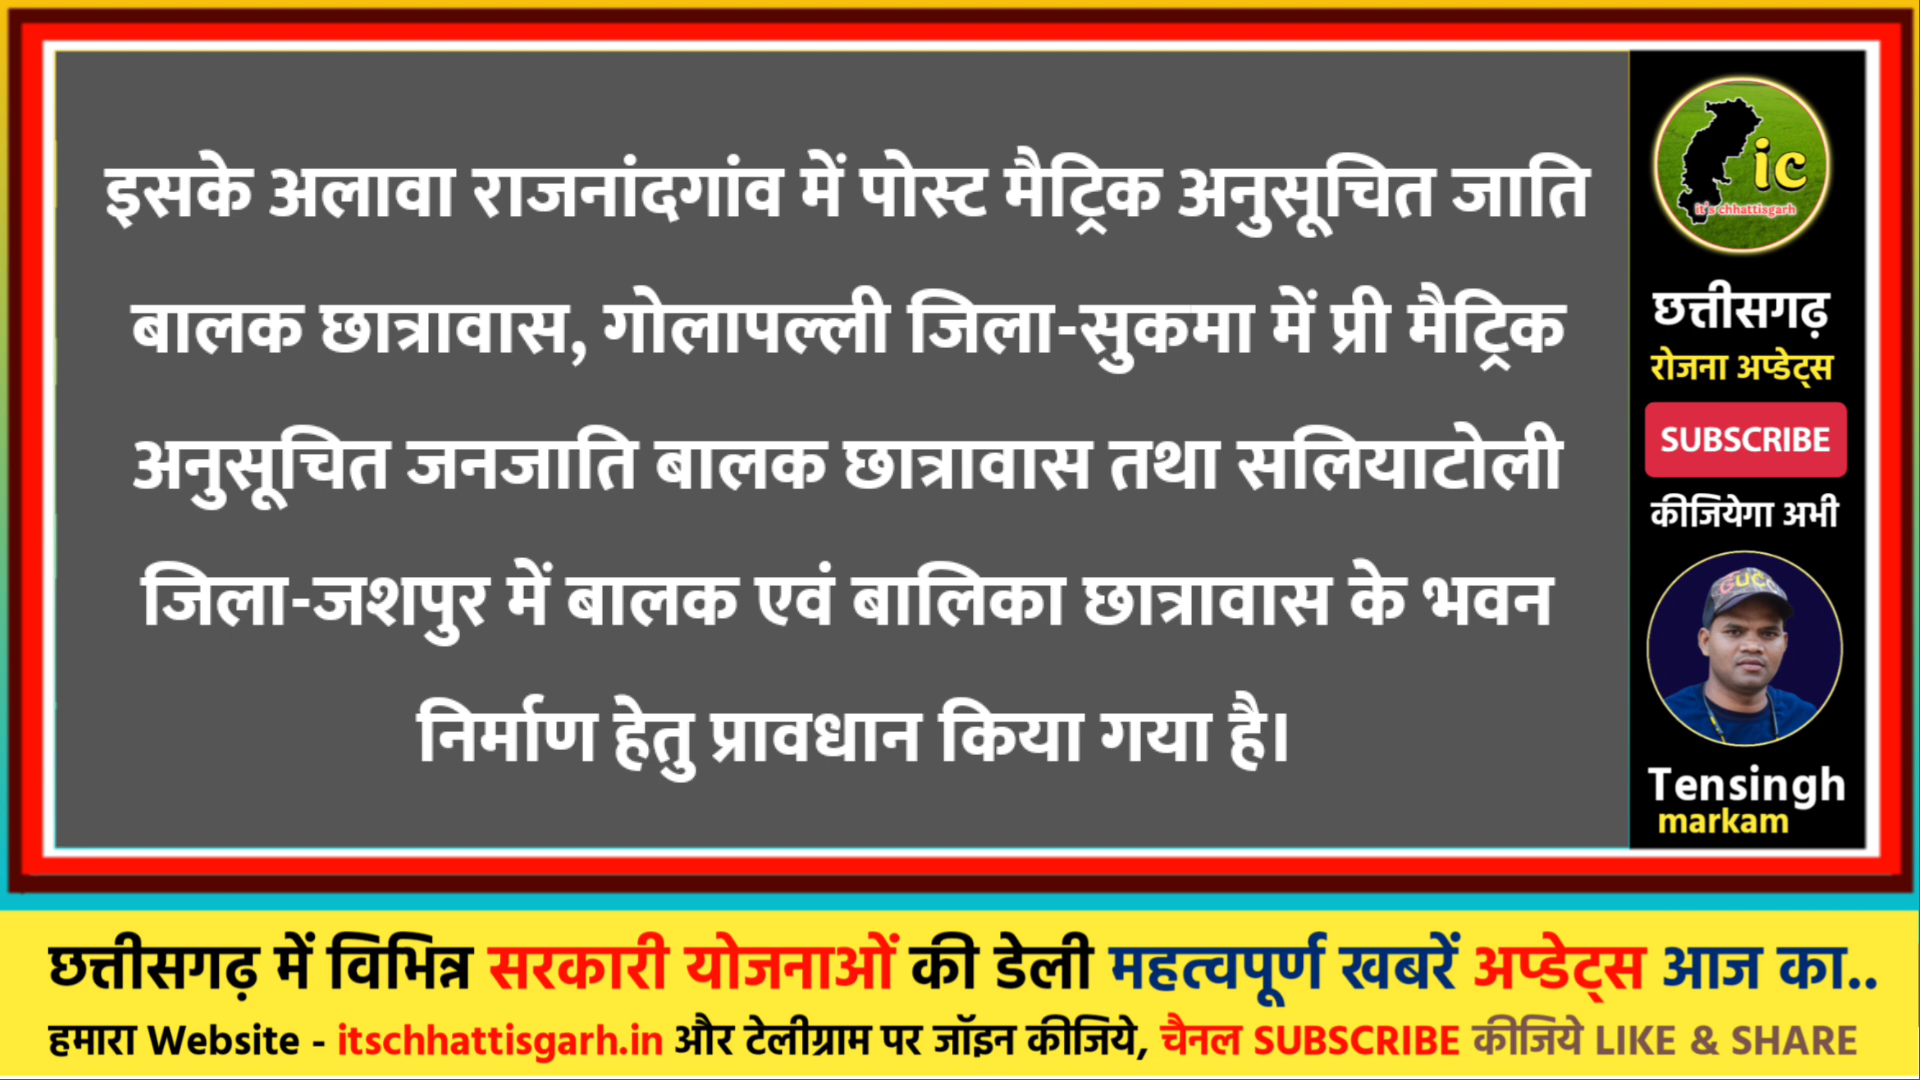 इसके अलावा राजनांदगांव में पोस्ट मैट्रिक अनुसूचित जाति
बालक छात्रावास, गोलापल्ली जिला-सुकमा में प्री मैट्रिक
अनुसूचित जनजाति बालक छात्रावास तथा सलियाटोली
जिला-जशपुर में बालक एवं बालिका छात्रावास के भवन
निर्माण हेतु प्रावधान किया गया है।
ic
it's chhattisgarh
छत्तीसगढ़
रोजना अप्डेट्स
SUBSCRIBE
कीजियेगा अभी
GUCC
Tensingh
markam
छत्तीसगढ़ में विभिन्न सरकारी योजनाओं की डेली महत्वपूर्ण खबरें अप्डेट्स आज का..
हमारा Website - itschhattisgarh.in और टेलीग्राम पर जॉइन कीजिये, चैनल SUBSCRIBE कीजिये LIKE & SHARE